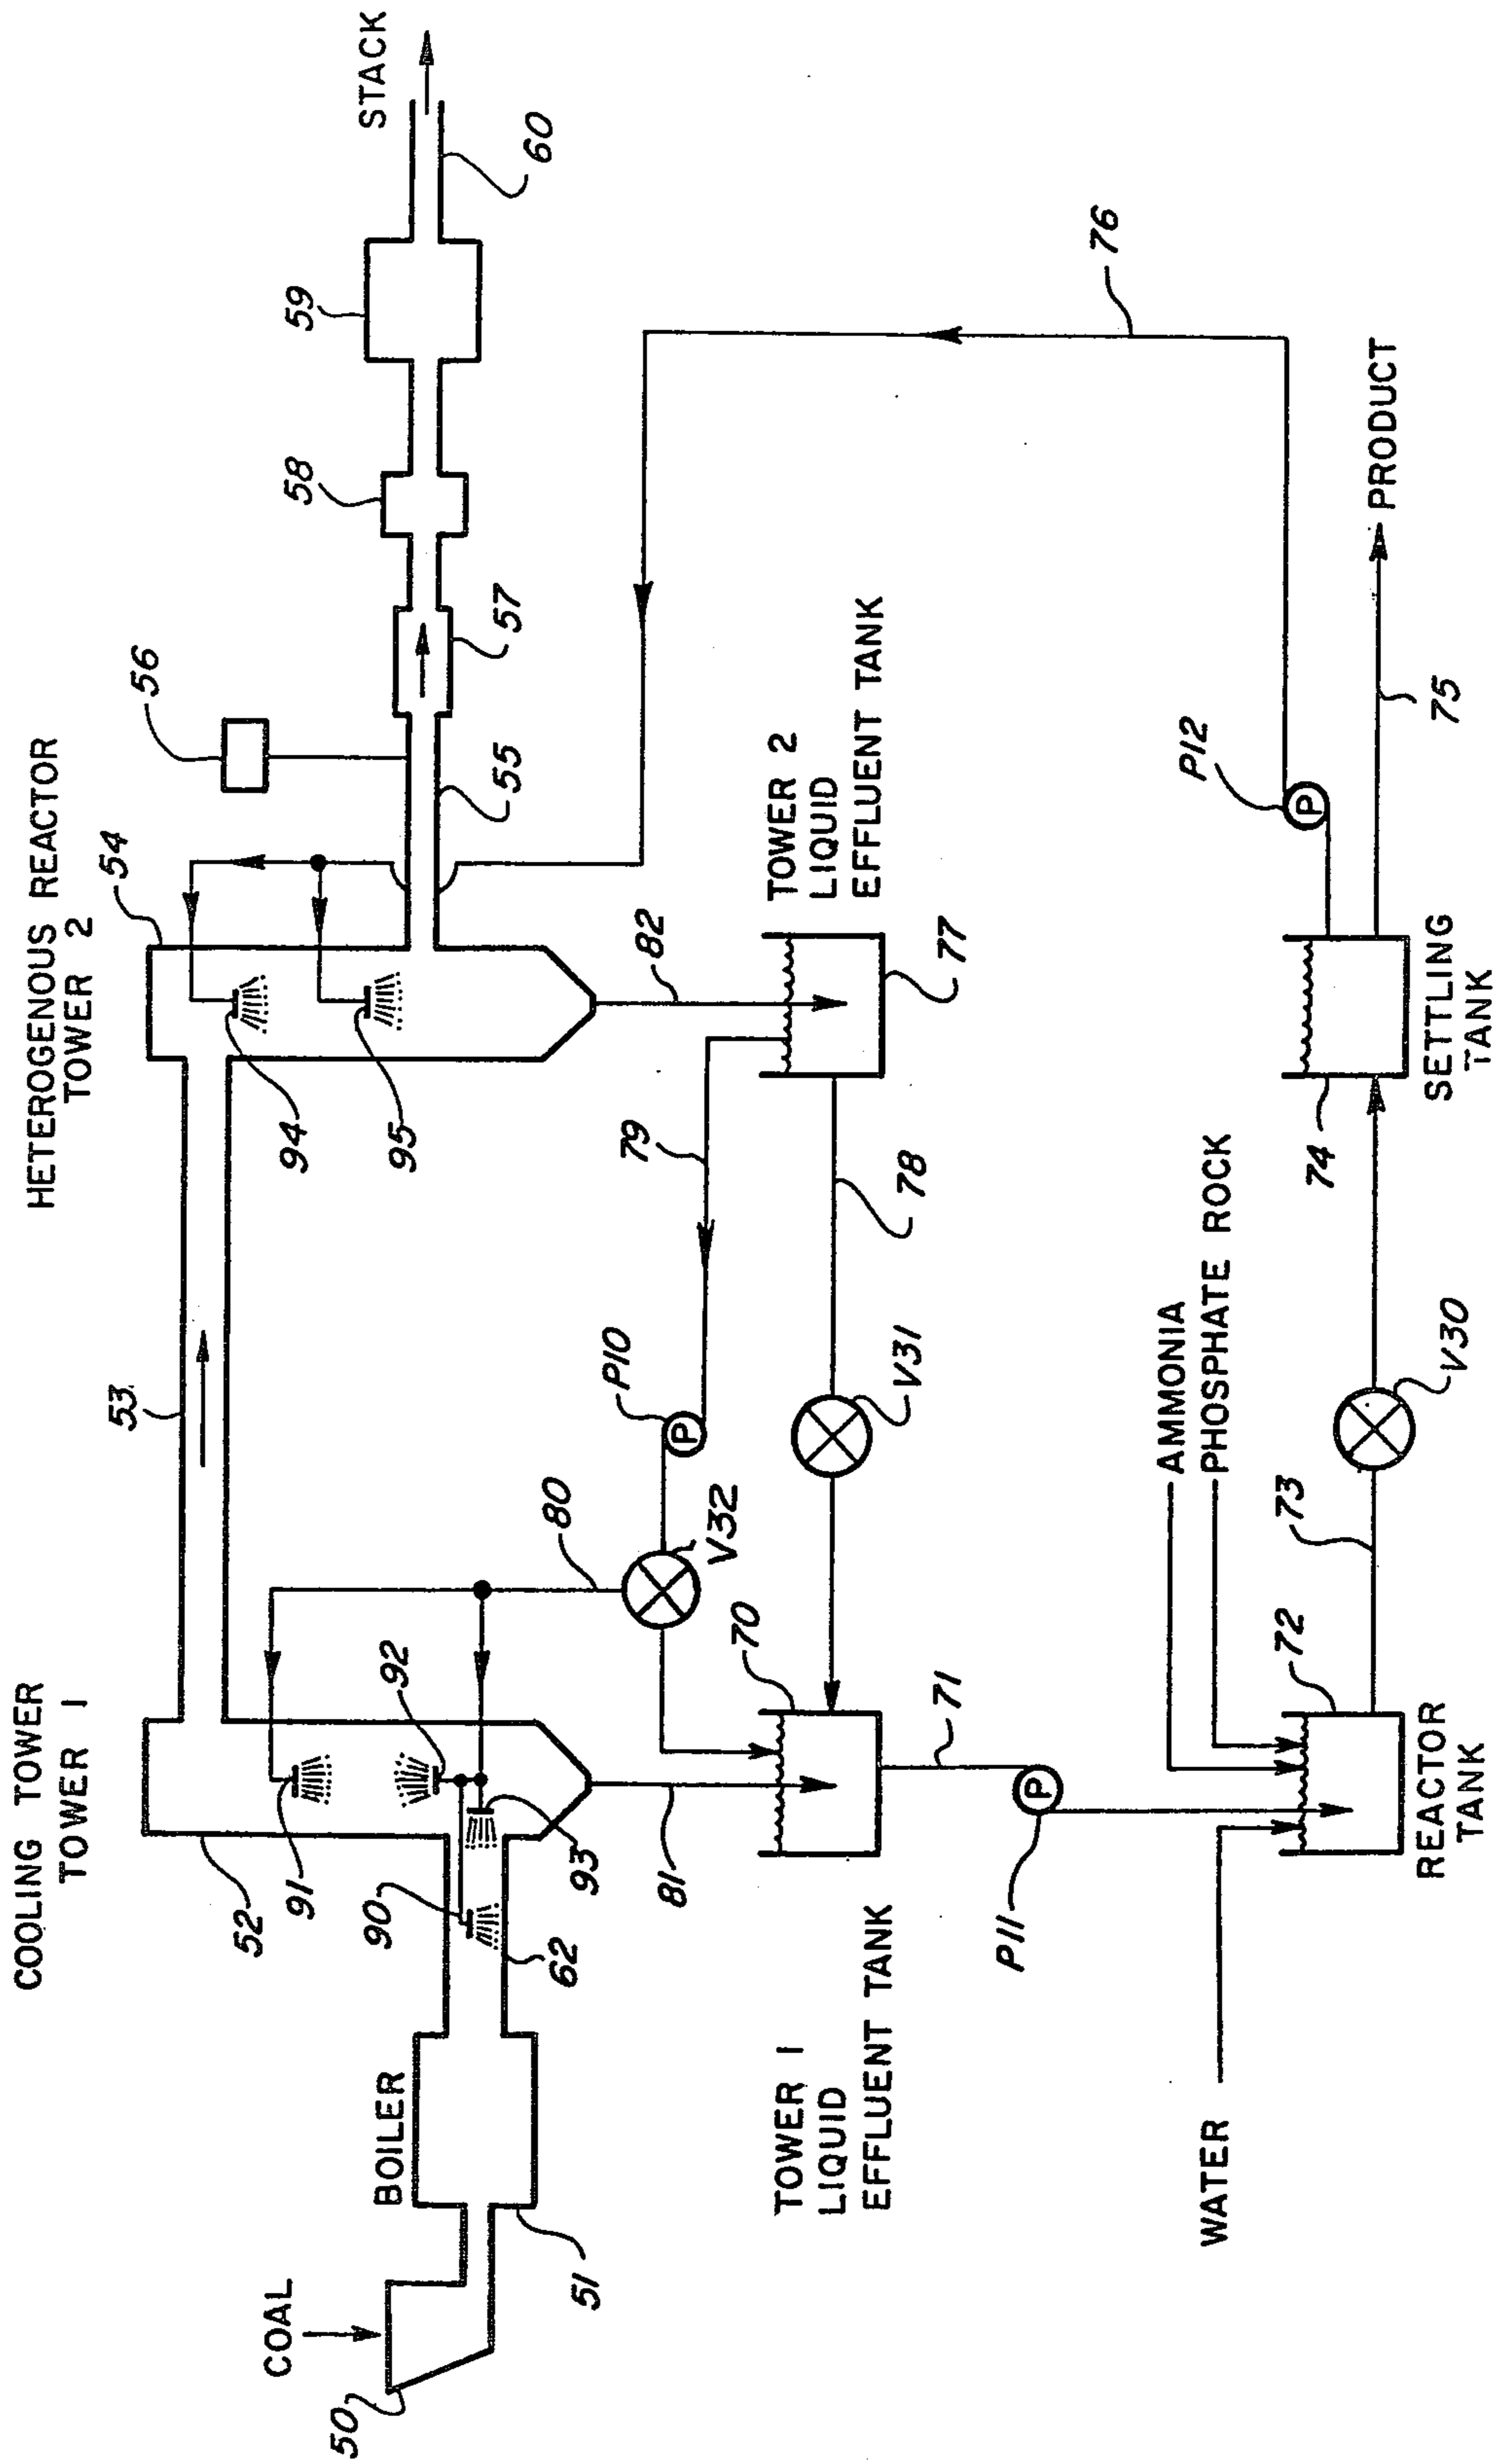 COOLING TOWER
TOWER 1
HETEROGENOUS REACTOR
TOWER 2
STACK
COAL
BOILER
50
51
52
53
54
55
56
57
58
59
60
62
90
91
92
93
94
95
80
81
82
79
78
77
76
V32
P10
V31
70
71
TOWER 1
LIQUID
EFFLUENT TANK
TOWER 2
LIQUID
EFFLUENT TANK
P
P
P
P11
P12
WATER
AMMONIA
PHOSPHATE ROCK
72
73
V30
74
75
PRODUCT
REACTOR
TANK
SETTLING
TANK